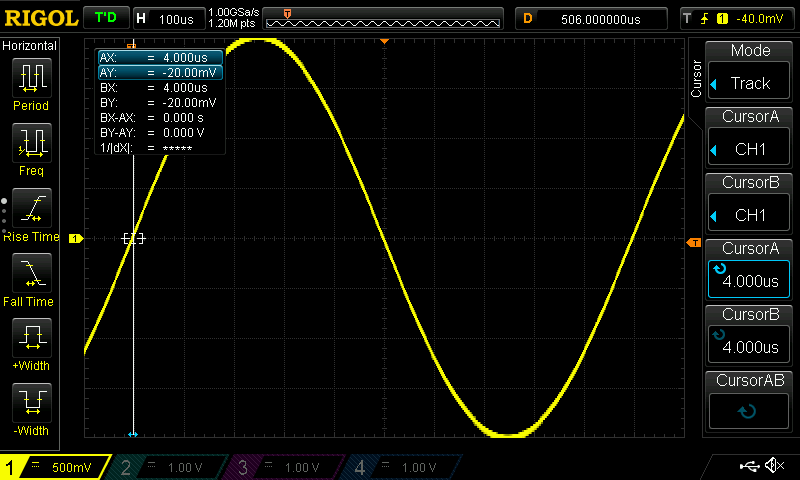 RIGOL T'D H 100us 1.00GSa/s 1.20M pts T D 506.000000us T 1 -40.0mV
Horizontal
Period
Freq
Rise Time
Fall Time
+Width
-Width
AX: = 4.000us
AY: = -20.00mV
BX: = 4.000us
BY: = -20.00mV
BX-AX: = 0.000 s
BY-AY: = 0.000 V
1/|dX|: = *****
1
T
Cursor
Mode
Track
CursorA
CH1
CursorB
CH1
CursorA
4.000us
CursorB
4.000us
CursorAB
1 = 500mV 2 = 1.00 V 3 = 1.00 V 4 = 1.00 V